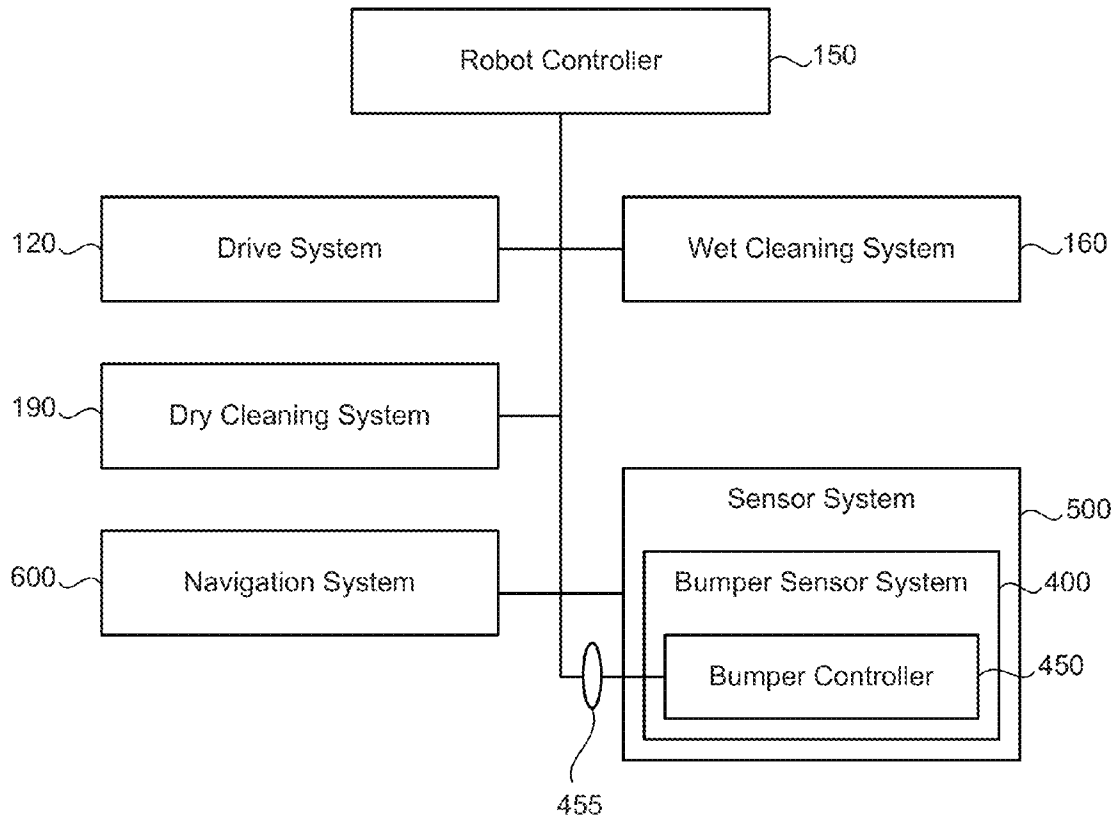 Robot Controller
150
120
Drive System
Wet Cleaning System
160
190
Dry Cleaning System
Sensor System
500
600
Navigation System
Bumper Sensor System
400
Bumper Controller
450
455